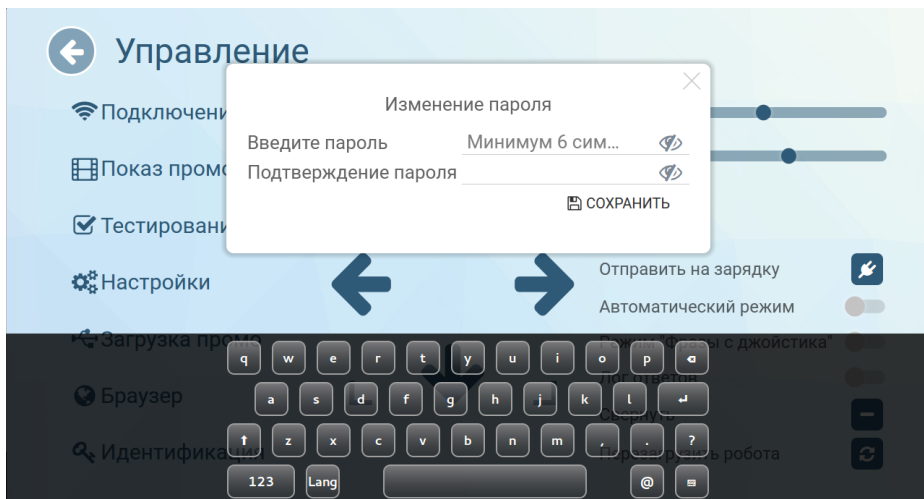 Управление
Изменение пароля
Введите пароль Минимум 6 сим...
Подтверждение пароля
СОХРАНИТЬ
Подключени
Показ промо
Тестировани
Настройки
Загрузка промо
Браузер
Идентификация
Отправить на зарядку
Автоматический режим
Режим "Фразы с джойстика"
Лог ответов
Свернуть
Перезагрузить робота
q w e r t y u i o p
a s d f g h j k l
z x c v b n m , . ?
123 Lang @